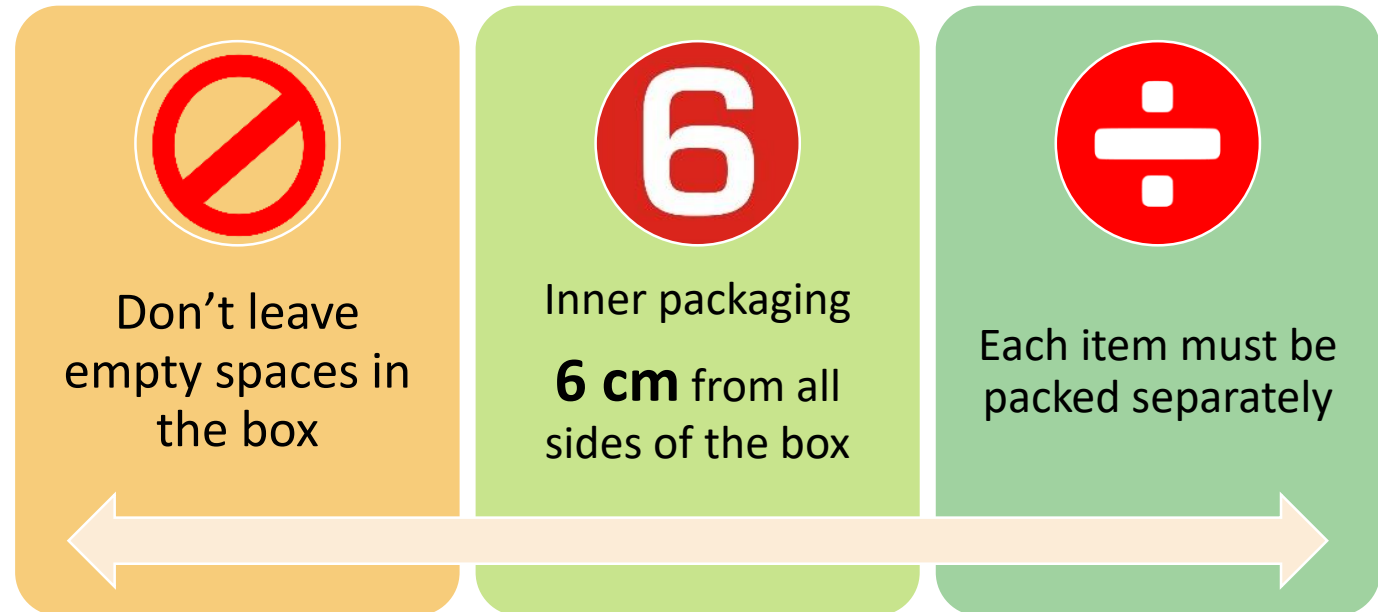 Don’t leave
empty spaces in
the box
6
Inner packaging
6 cm from all
sides of the box
÷
Each item must be
packed separately